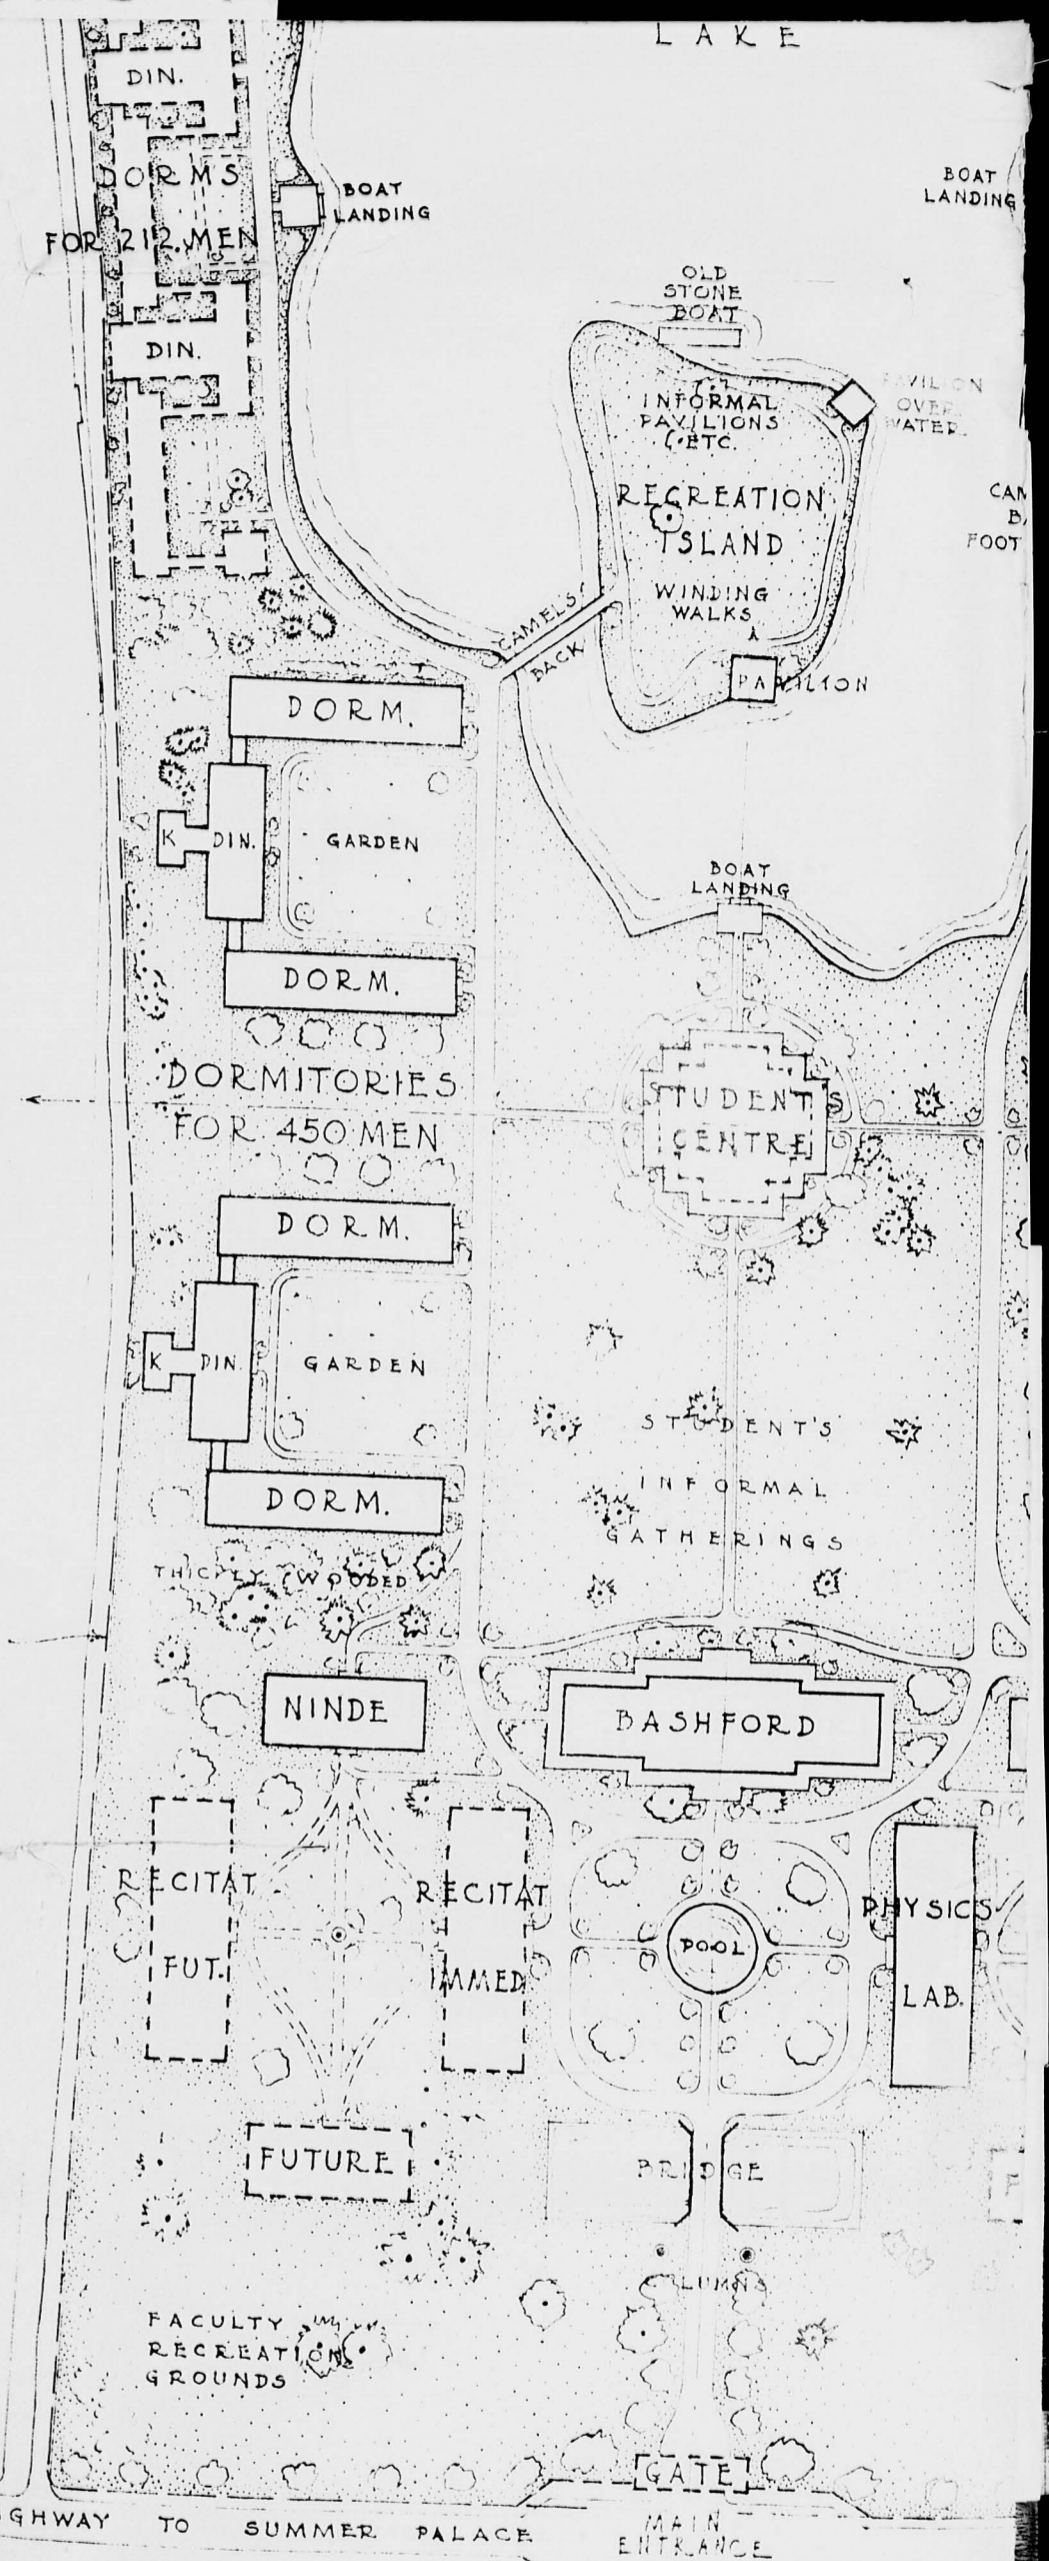 LAKE
DIN.
DORMS
FOR 212 MEN
BOAT
LANDING
BOAT
LANDING
OLD
STONE
BOAT
DIN.
PAVILION
OVER
WATER.
INFORMAL
PAVILIONS
ETC.
RECREATION
ISLAND
WINDING
WALKS
CAMELS
BACK
FOOT
PAVILION
DORM.
K
DIN.
GARDEN
BOAT
LANDING
DORM.
DORMITORIES
FOR 450 MEN
STUDENTS
CENTRE
DORM.
K
DIN.
GARDEN
STUDENT'S
INFORMAL
GATHERINGS
DORM.
THICKLY WOODED
NINDE
BASHFORD
RECITAT
FUT.
RECITAT
IMMED
POOL
PHYSICS
LAB.
FUTURE
BRIDGE
F
COLUMNS
FACULTY
RECREATION
GROUNDS
GATE
GHWAY TO SUMMER PALACE
MAIN
ENTRANCE